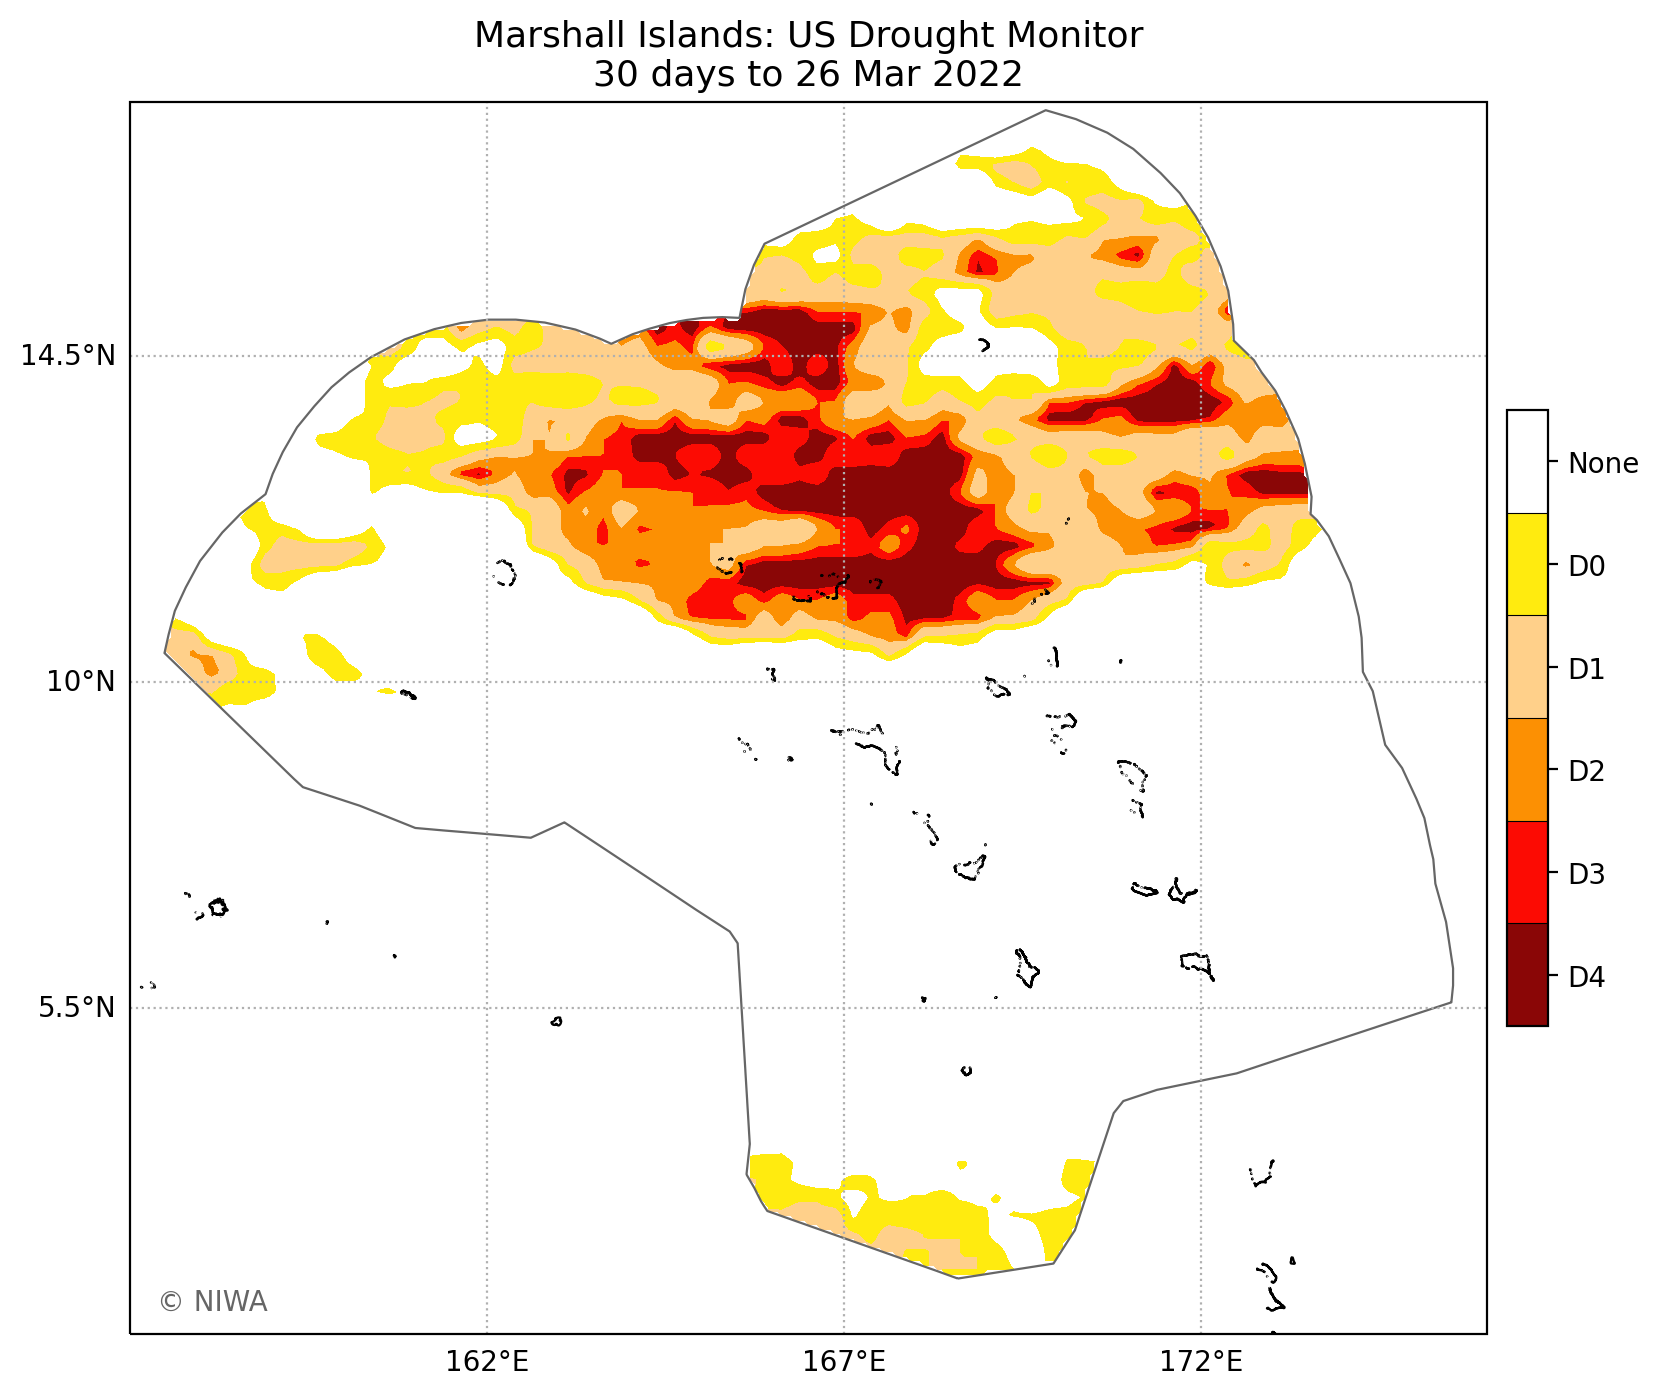 Marshall Islands: US Drought Monitor
30 days to 26 Mar 2022
14.5°N
10°N
5.5°N
162°E
167°E
172°E
None
D0
D1
D2
D3
D4
© NIWA